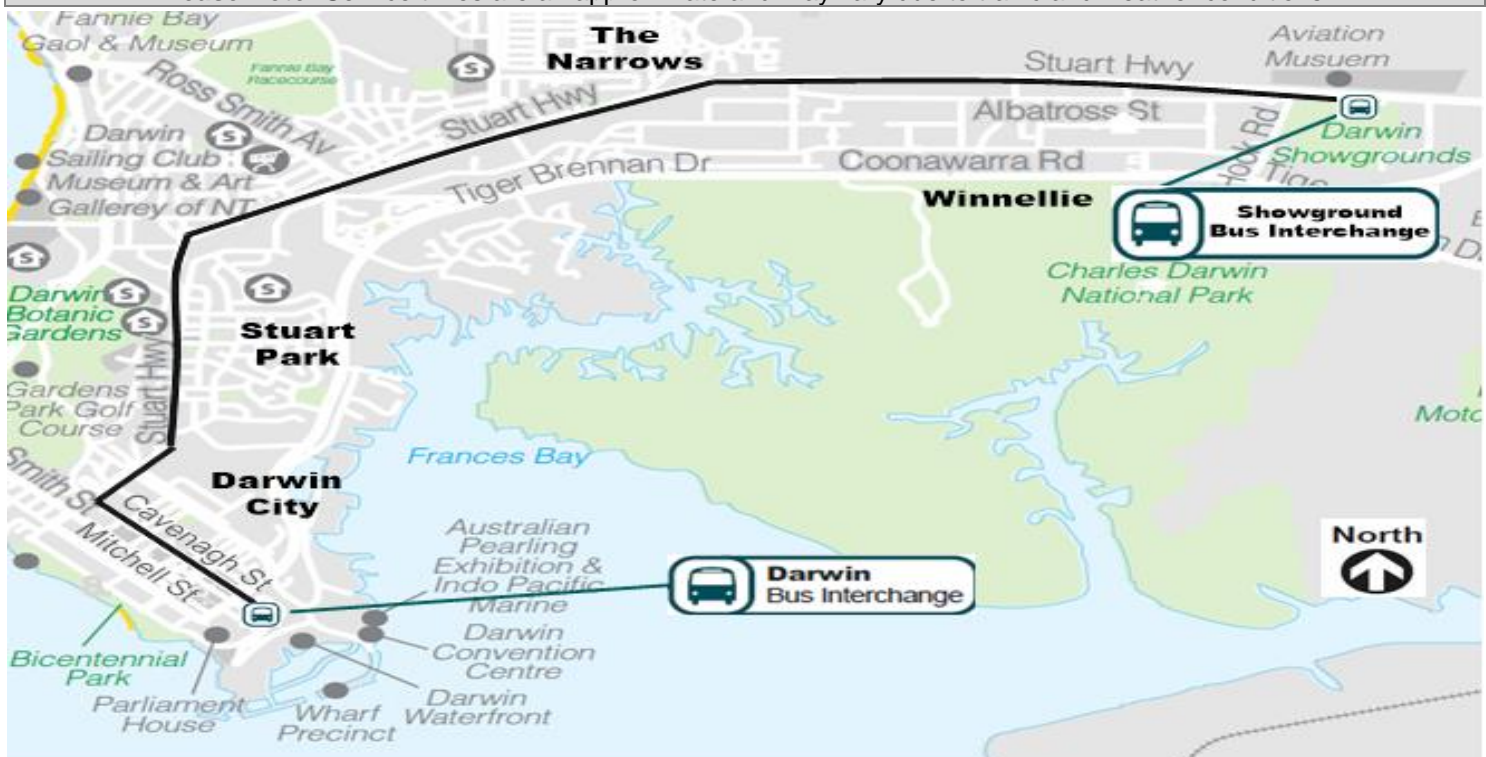 Fannie Bay
Gaol & Museum
Fannie Bay
Racecourse
Ross Smith Av
The
Narrows
Stuart Hwy
Stuart Hwy
Aviation
Musuem
Albatross St
Darwin
Showgrounds
Darwin
Sailing Club
Museum & Art
Gallerey of NT
Tiger Brennan Dr
Coonawarra Rd
Winnellie
Showground
Bus Interchange
Charles Darwin
National Park
Darwin
Botanic
Gardens
Stuart
Park
Stuart Hwy
Gardens
Park Golf
Course
Frances Bay
Smith St
Darwin
City
Cavenagh St
Mitchell St
Australian
Pearling
Exhibition &
Indo Pacific
Marine
Darwin
Bus Interchange
North
Darwin
Convention
Centre
Bicentennial
Park
Parliament
House
Wharf
Precinct
Darwin
Waterfront